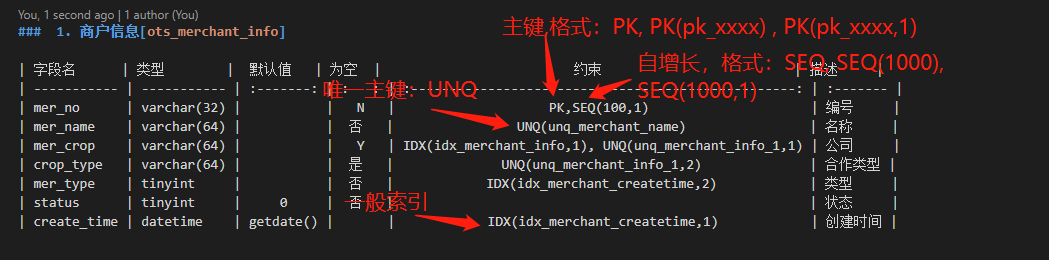 You, 1 second ago | 1 author (You)
### 1. 商户信息[ots_merchant_info]
主键,格式：PK, PK(pk_xxxx) , PK(pk_xxxx,1)
自增长，格式：SEQ, SEQ(1000),
SEQ(1000,1)
| 字段名 | 类型 | 默认值 | 为空 | 约束 | 描述 |
| ----------- | ----------- | :-------: | :--: | :---: | :------- |
唯一主键：UNQ
| mer_no | varchar(32) | | N | PK,SEQ(100,1) | 编号 |
| mer_name | varchar(64) | | 否 | UNQ(unq_merchant_name) | 名称 |
| mer_crop | varchar(64) | | Y | IDX(idx_merchant_info,1), UNQ(unq_merchant_info_1,1) | 公司 |
| crop_type | varchar(64) | | 是 | UNQ(unq_merchant_info_1,2) | 合作类型 |
| mer_type | tinyint | | 否 | IDX(idx_merchant_createtime,2) | 类型 |
| status | tinyint | 0 | 否 | | 状态 |
一般索引
| create_time | datetime | getdate() | | IDX(idx_merchant_createtime,1) | 创建时间 |